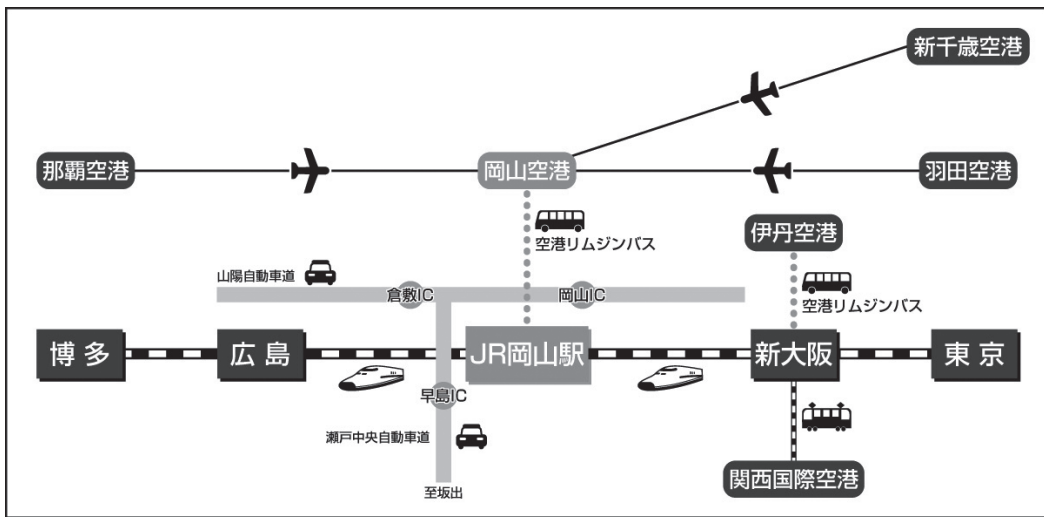 新千歳空港
那覇空港
岡山空港
羽田空港
空港リムジンバス
伊丹空港
山陽自動車道
倉敷IC
岡山IC
空港リムジンバス
博多
広島
JR岡山駅
新大阪
東京
早島IC
瀬戸中央自動車道
関西国際空港
至坂出